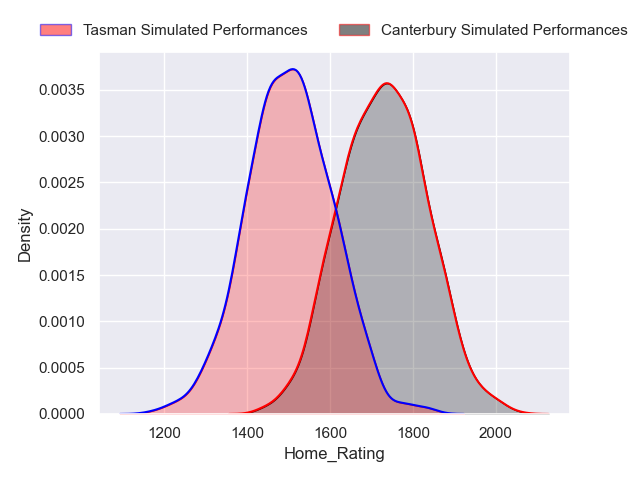 Tasman Simulated Performances
Canterbury Simulated Performances
0.0035
0.0030
0.0025
0.0020
0.0015
0.0010
0.0005
0.0000
Density
1200 1400 1600 1800 2000
Home_Rating